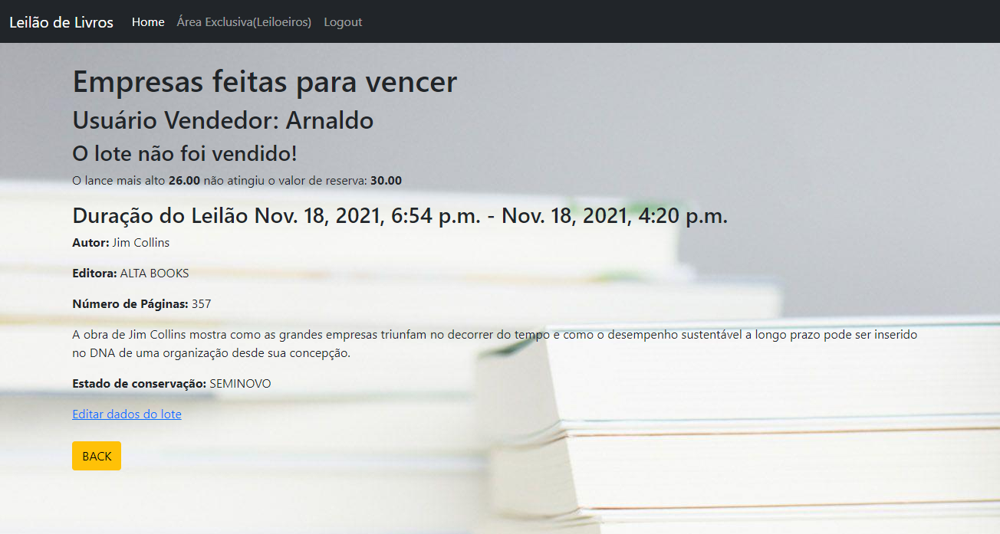 Leilão de Livros Home Área Exclusiva(Leiloeiros) Logout
Empresas feitas para vencer
Usuário Vendedor: Arnaldo
O lote não foi vendido!
O lance mais alto 26.00 não atingiu o valor de reserva: 30.00
Duração do Leilão Nov. 18, 2021, 6:54 p.m. - Nov. 18, 2021, 4:20 p.m.
Autor: Jim Collins
Editora: ALTA BOOKS
Número de Páginas: 357
A obra de Jim Collins mostra como as grandes empresas triunfam no decorrer do tempo e como o desempenho sustentável a longo prazo pode ser inserido
no DNA de uma organização desde sua concepção.
Estado de conservação: SEMINOVO
Editar dados do lote
BACK